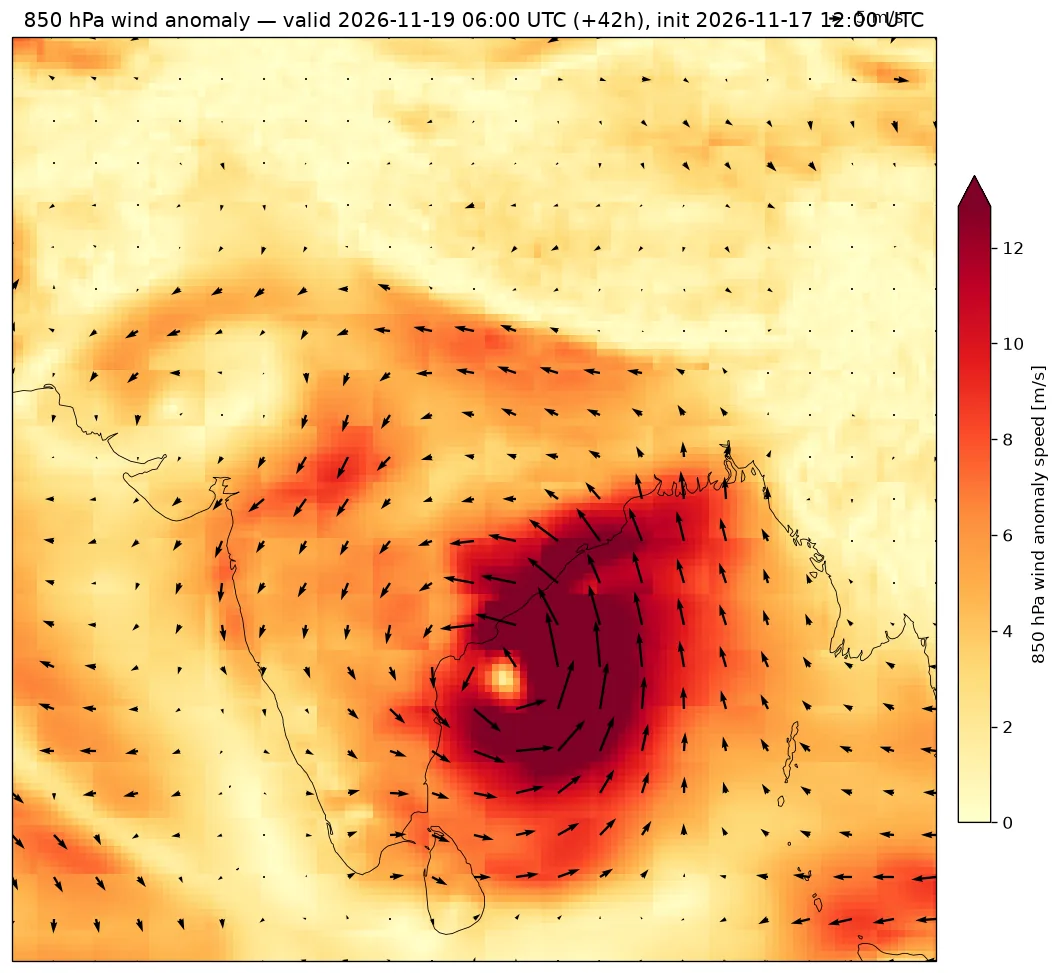 850 hPa wind anomaly — valid 2026-11-19 06:00 UTC (+42h), init 2026-11-17 12:00 UTC
5 m/s
12
10
8
6
4
2
0
850 hPa wind anomaly speed [m/s]